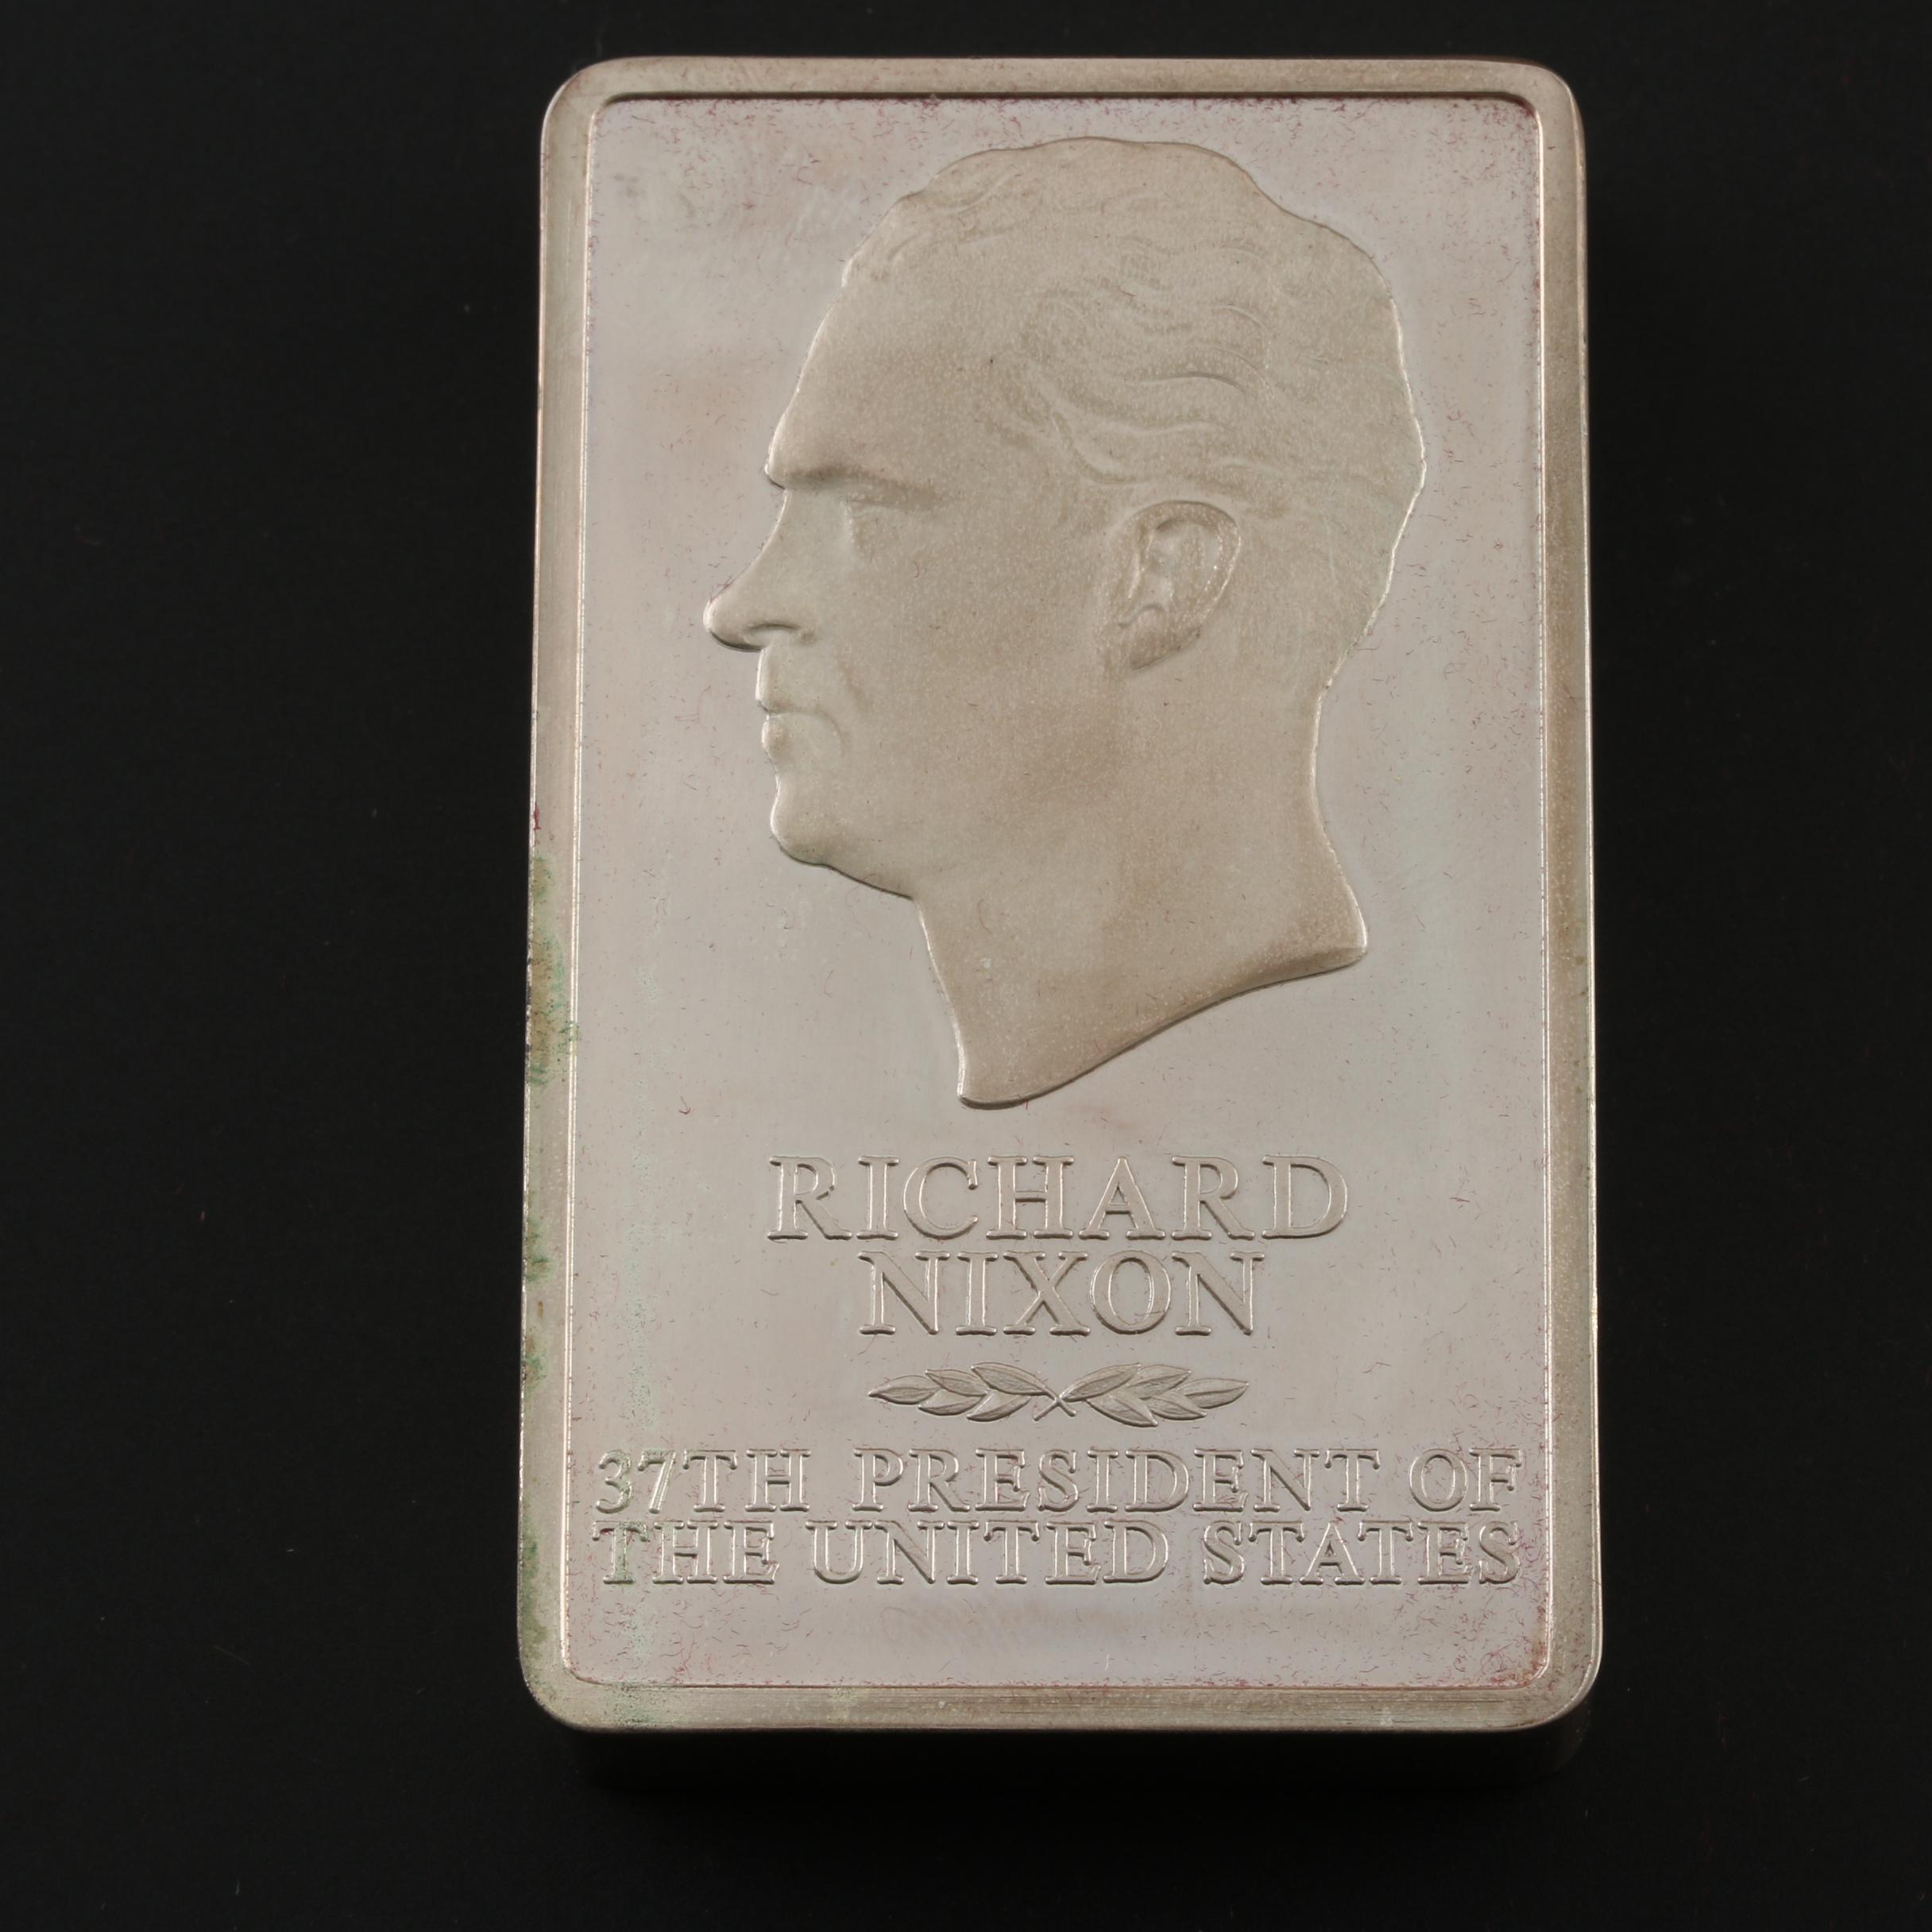 RICHARD
NIXON
37TH PRESIDENT OF
THE UNITED STATES